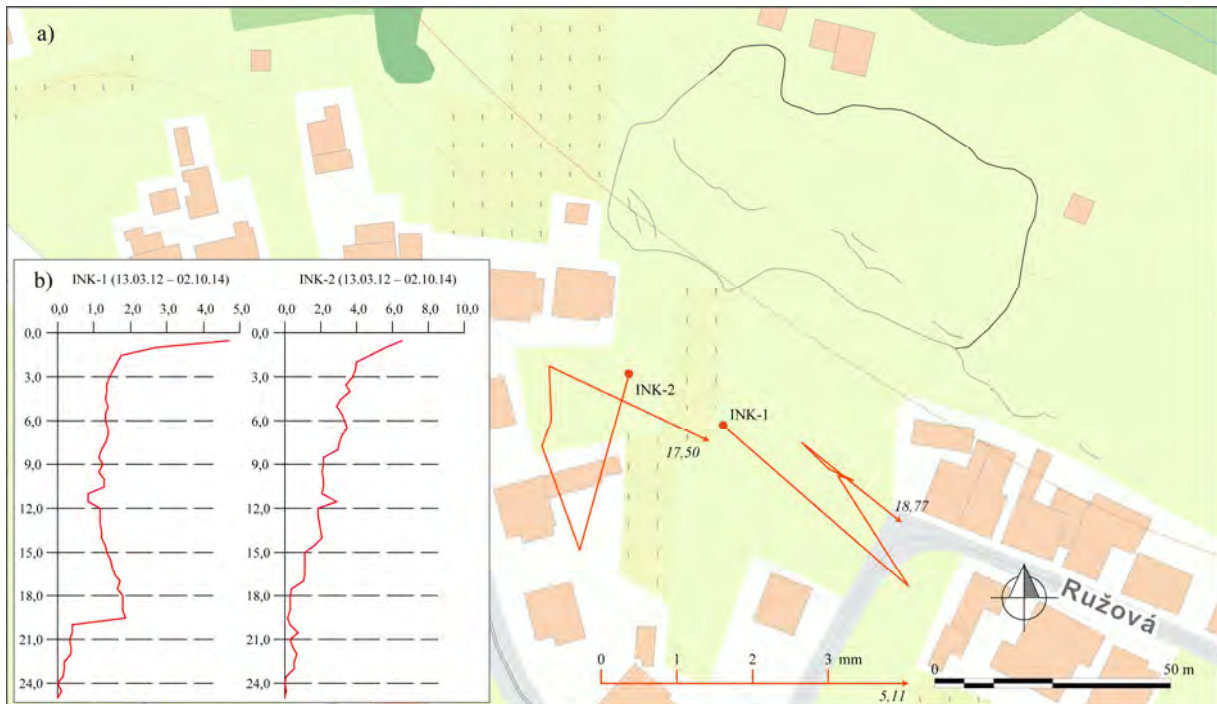 a)
b)
INK-1 (13.03.12 – 02.10.14)
INK-2 (13.03.12 – 02.10.14)
0,0 1,0 2,0 3,0 4,0 5,0
0,0 2,0 4,0 6,0 8,0 10,0
0,0
3,0
6,0
9,0
12,0
15,0
18,0
21,0
24,0
0,0
3,0
6,0
9,0
12,0
15,0
18,0
21,0
24,0
INK-2
INK-1
17,50
18,77
Ružová
0 1 2 3 mm
5,11
0 50 m